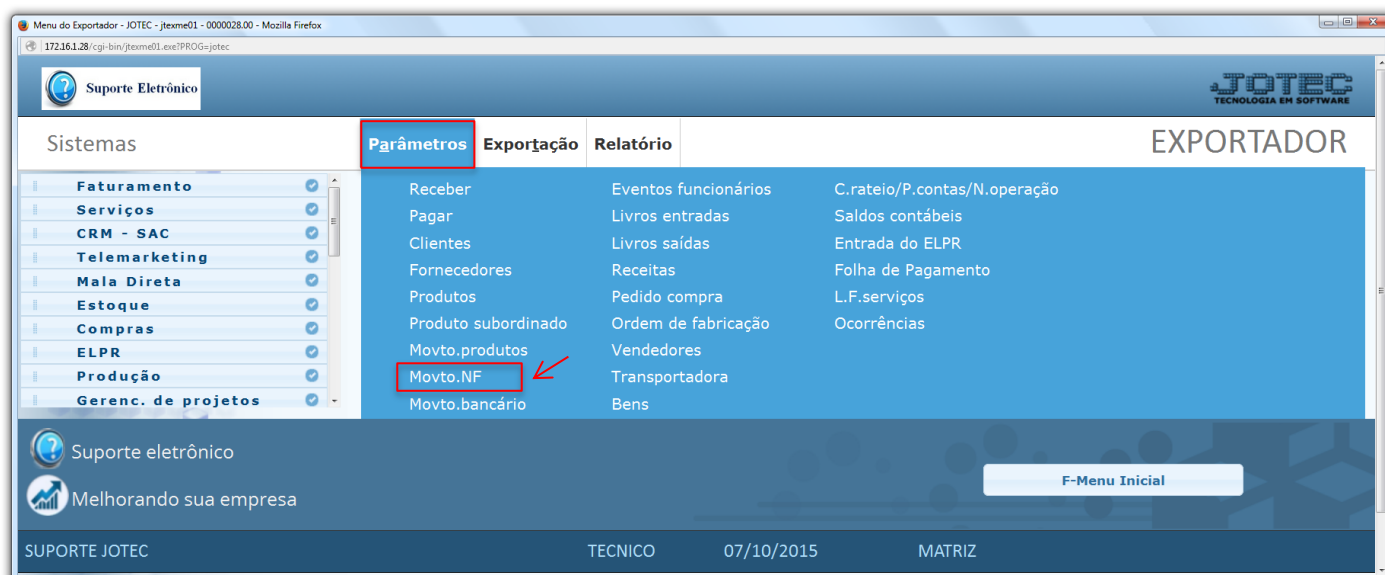 Menu do Exportador - JOTEC - jtexme01 - 0000028.00 - Mozilla Firefox
172.16.1.28/cgi-bin/jtexme01.exe?PROG=jotec
Suporte Eletrônico
JOTEC
TECNOLOGIA EM SOFTWARE
Sistemas
Parâmetros Exportação Relatório
EXPORTADOR
Faturamento
Serviços
CRM - SAC
Telemarketing
Mala Direta
Estoque
Compras
ELPR
Produção
Gerenc. de projetos
Receber
Pagar
Clientes
Fornecedores
Produtos
Produto subordinado
Movto.produtos
Movto.NF
Movto.bancário
Eventos funcionários
Livros entradas
Livros saídas
Receitas
Pedido compra
Ordem de fabricação
Vendedores
Transportadora
Bens
C.rateio/P.contas/N.operação
Saldos contábeis
Entrada do ELPR
Folha de Pagamento
L.F.serviços
Ocorrências
Suporte eletrônico
Melhorando sua empresa
F-Menu Inicial
SUPORTE JOTEC TECNICO 07/10/2015 MATRIZ